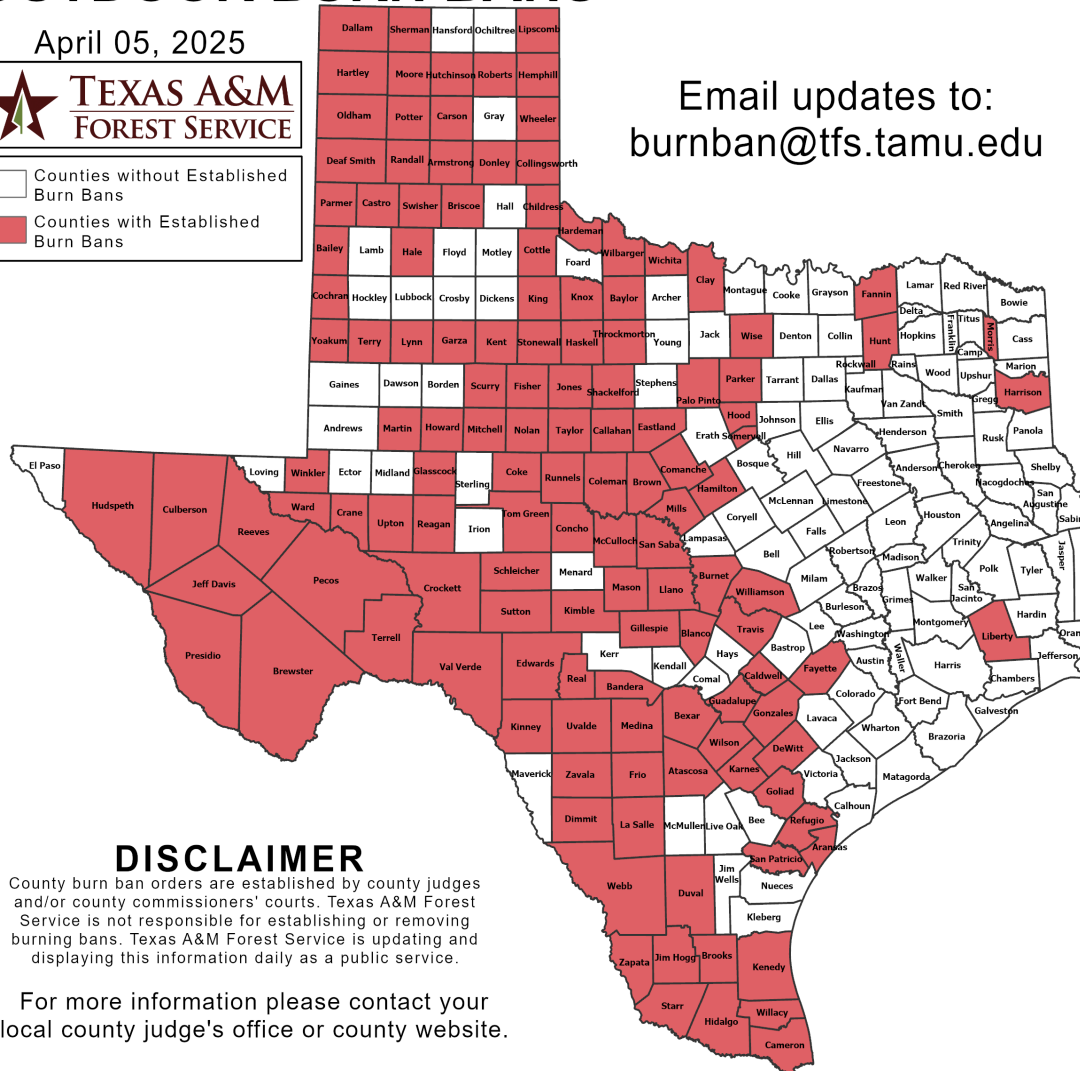 OUTDOOR BURN BANS
April 05, 2025
TEXAS A&M
FOREST SERVICE
Counties without Established
Burn Bans
Counties with Established
Burn Bans
Email updates to:
burnban@tfs.tamu.edu
Dallam Sherman Hansford Ochiltree Lipscomb
Hartley Moore Hutchinson Roberts Hemphill
Oldham Potter Carson Gray Wheeler
Deaf Smith Randall Armstrong Donley Collingsworth
Parmer Castro Swisher Briscoe Hall Childress
Hardeman
Bailey Lamb Hale Floyd Motley Cottle Foard Wilbarger Wichita Clay Montague Cooke Grayson Fannin Lamar Red River Bowie
Cochran Hockley Lubbock Crosby Dickens King Knox Baylor Archer
Delta Franklin Titus Morris Cass
Yoakum Terry Lynn Garza Kent Stonewall Haskell Throckmorton Young Jack Wise Denton Collin Hunt Hopkins
Camp Rockwall Rains Wood Upshur Marion
Gaines Dawson Borden Scurry Fisher Jones Shackelford Stephens Palo Pinto Parker Tarrant Dallas Kaufman Van Zandt Gregg Harrison
Andrews Martin Howard Mitchell Nolan Taylor Callahan Eastland Erath Hood Somervell Johnson Ellis Henderson Smith Rusk Panola
El Paso Loving Winkler Ector Midland Glasscock Sterling Coke Runnels Coleman Brown Comanche Bosque Hill Navarro Anderson Cherokee Shelby
Hudspeth Culberson Reeves Ward Crane Upton Reagan Irion Tom Green Concho McCulloch San Saba Mills Hamilton McLennan Limestone Freestone Nacogdoches San
Augustine Sabin
Lampasas Coryell Falls Leon Houston Angelina
Jeff Davis Pecos Crockett Schleicher Menard Mason Llano Burnet Bell Robertson Madison Trinity Polk Tyler Jasper
Sutton Kimble Williamson Milam Brazos Grimes Walker San
Jacinto
Presidio Brewster Terrell Val Verde Edwards Gillespie Blanco Travis Burleson Montgomery Liberty Hardin Oran
Kerr Kendall Hays Bastrop Lee Washington Waller Harris Jefferson
Real Bandera Comal Caldwell Fayette Austin Chambers
Kinney Uvalde Medina Bexar Guadalupe Gonzales Lavaca Colorado Fort Bend Galveston
Wilson DeWitt Wharton Brazoria
Maverick Zavala Frio Atascosa Karnes Victoria Jackson Matagorda
Goliad Calhoun
Dimmit La Salle McMullen Live Oak Bee Refugio
Aransas
San Patricio
Webb Duval Jim
Wells Nueces
Kleberg
Zapata Jim Hogg Brooks Kenedy
Starr Hidalgo Willacy
Cameron
DISCLAIMER
County burn ban orders are established by county judges
and/or county commissioners' courts. Texas A&M Forest
Service is not responsible for establishing or removing
burning bans. Texas A&M Forest Service is updating and
displaying this information daily as a public service.
For more information please contact your
local county judge's office or county website.